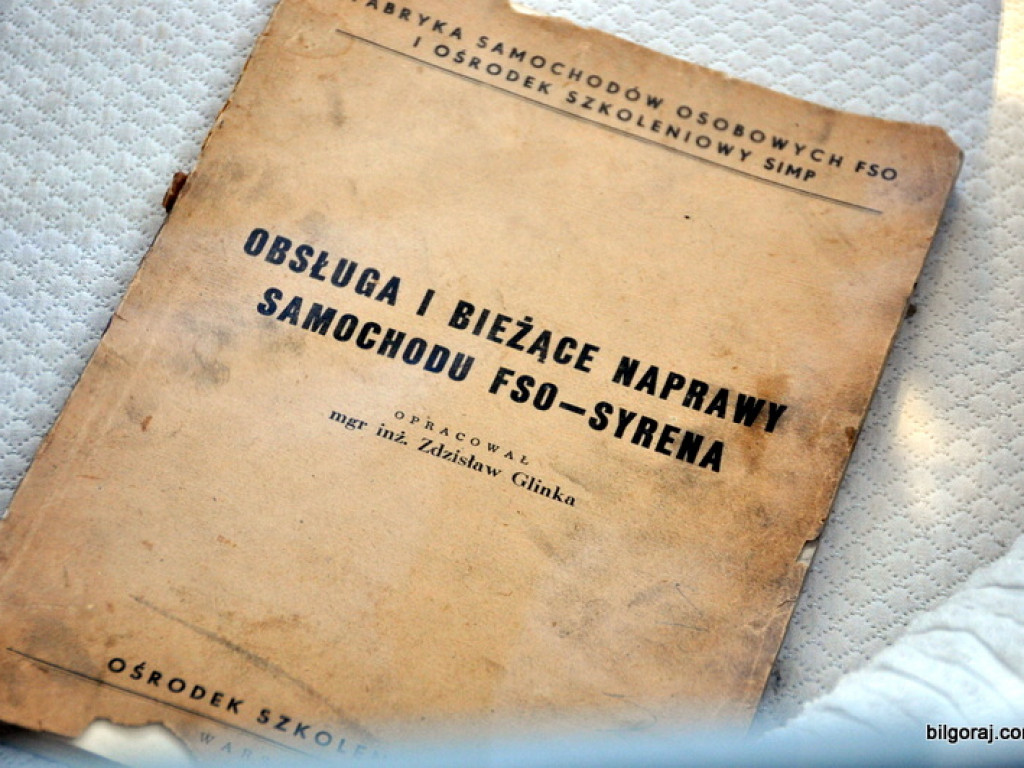 FABRYKA SAMOCHODÓW OSOBOWYCH FSO
I OŚRODEK SZKOLENIOWY SIMP
OBSŁUGA I BIEŻĄCE NAPRAWY
SAMOCHODU FSO—SYRENA
OPRACOWAŁ
mgr inż. Zdzisław Glinka
OŚRODEK
bilgoraj.com